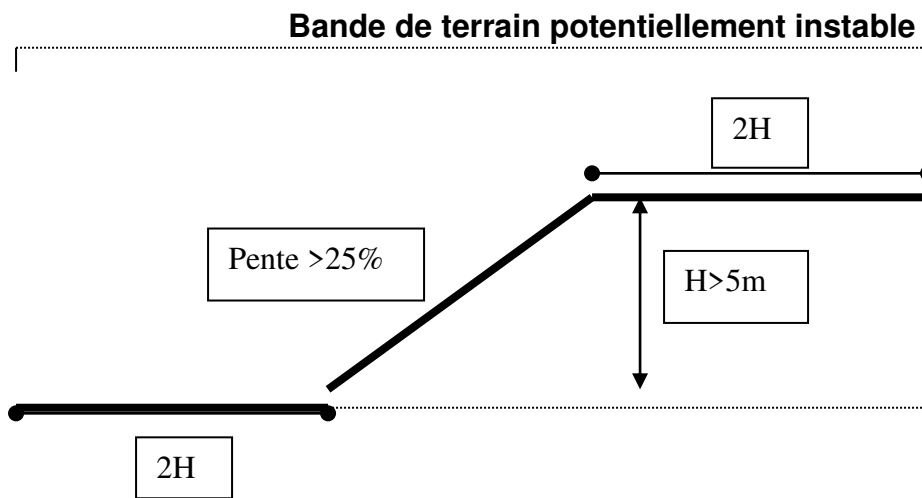 Bande de terrain potentiellement instable
2H
Pente >25%
H>5m
2H